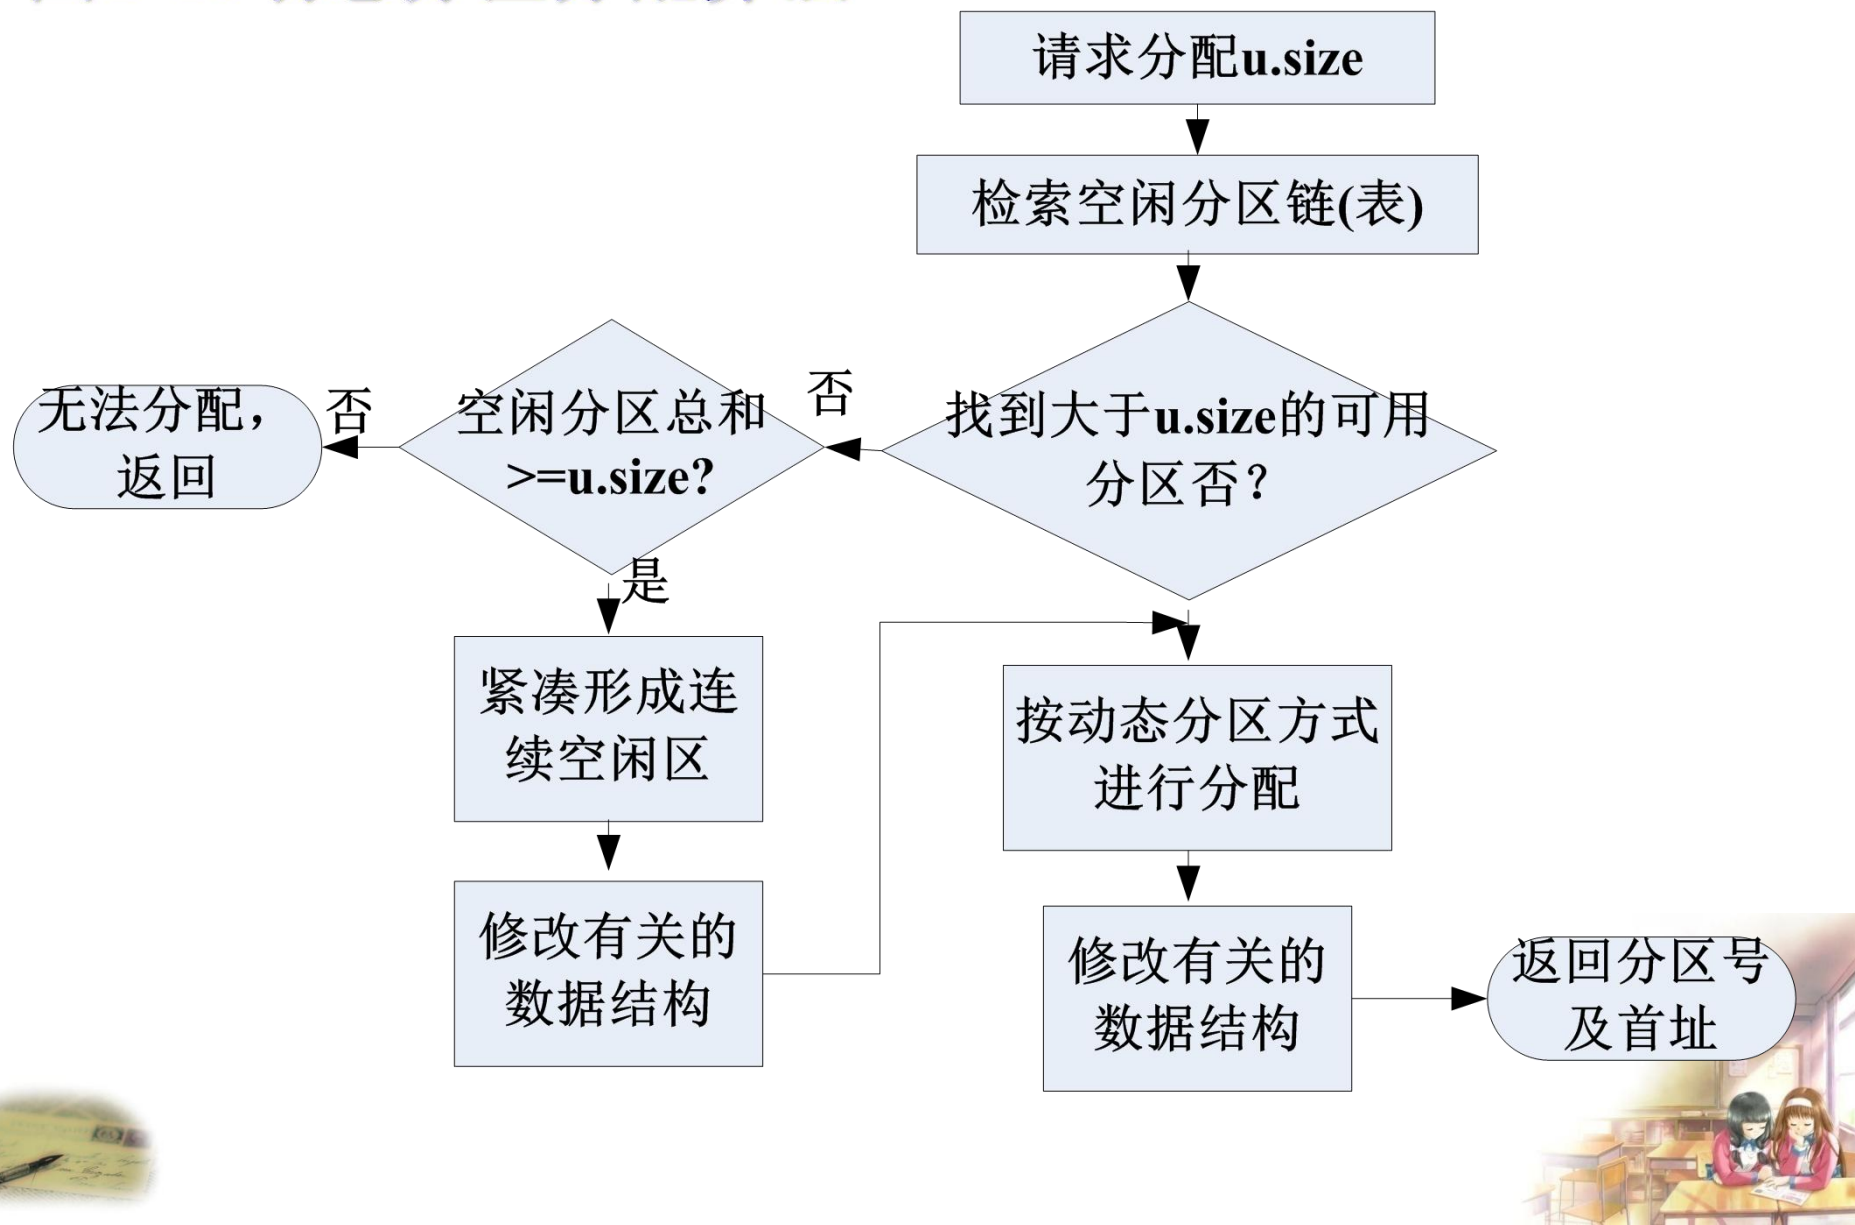 请求分配u.size
检索空闲分区链(表)
找到大于u.size的可用
分区否？
否
空闲分区总和
>=u.size?
否
无法分配，
返回
是
紧凑形成连
续空闲区
修改有关的
数据结构
按动态分区方式
进行分配
修改有关的
数据结构
返回分区号
及首址